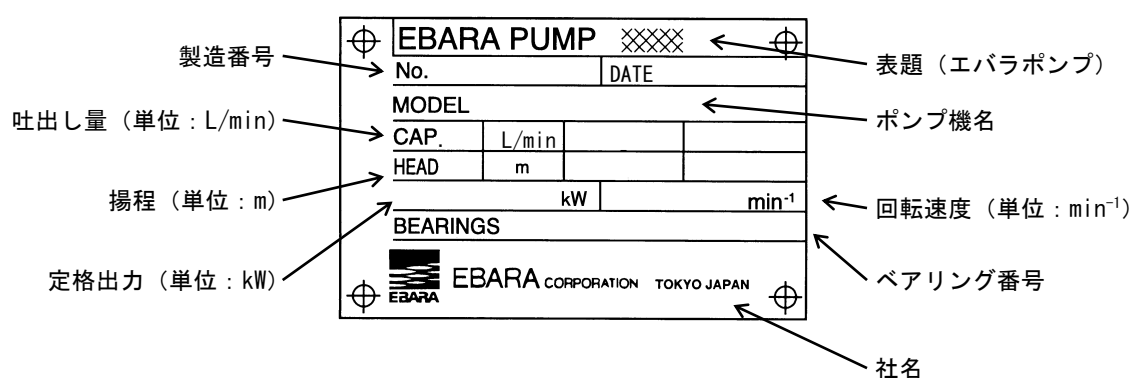 EBARA PUMP XXXX
No. DATE
MODEL
CAP. L/min
HEAD m
kW min⁻¹
BEARINGS
EBARA
EBARA CORPORATION TOKYO JAPAN
製造番号
吐出し量（単位：L/min）
揚程（単位：m）
定格出力（単位：kW）
表題（エバラポンプ）
ポンプ機名
回転速度（単位：min⁻¹）
ベアリング番号
社名